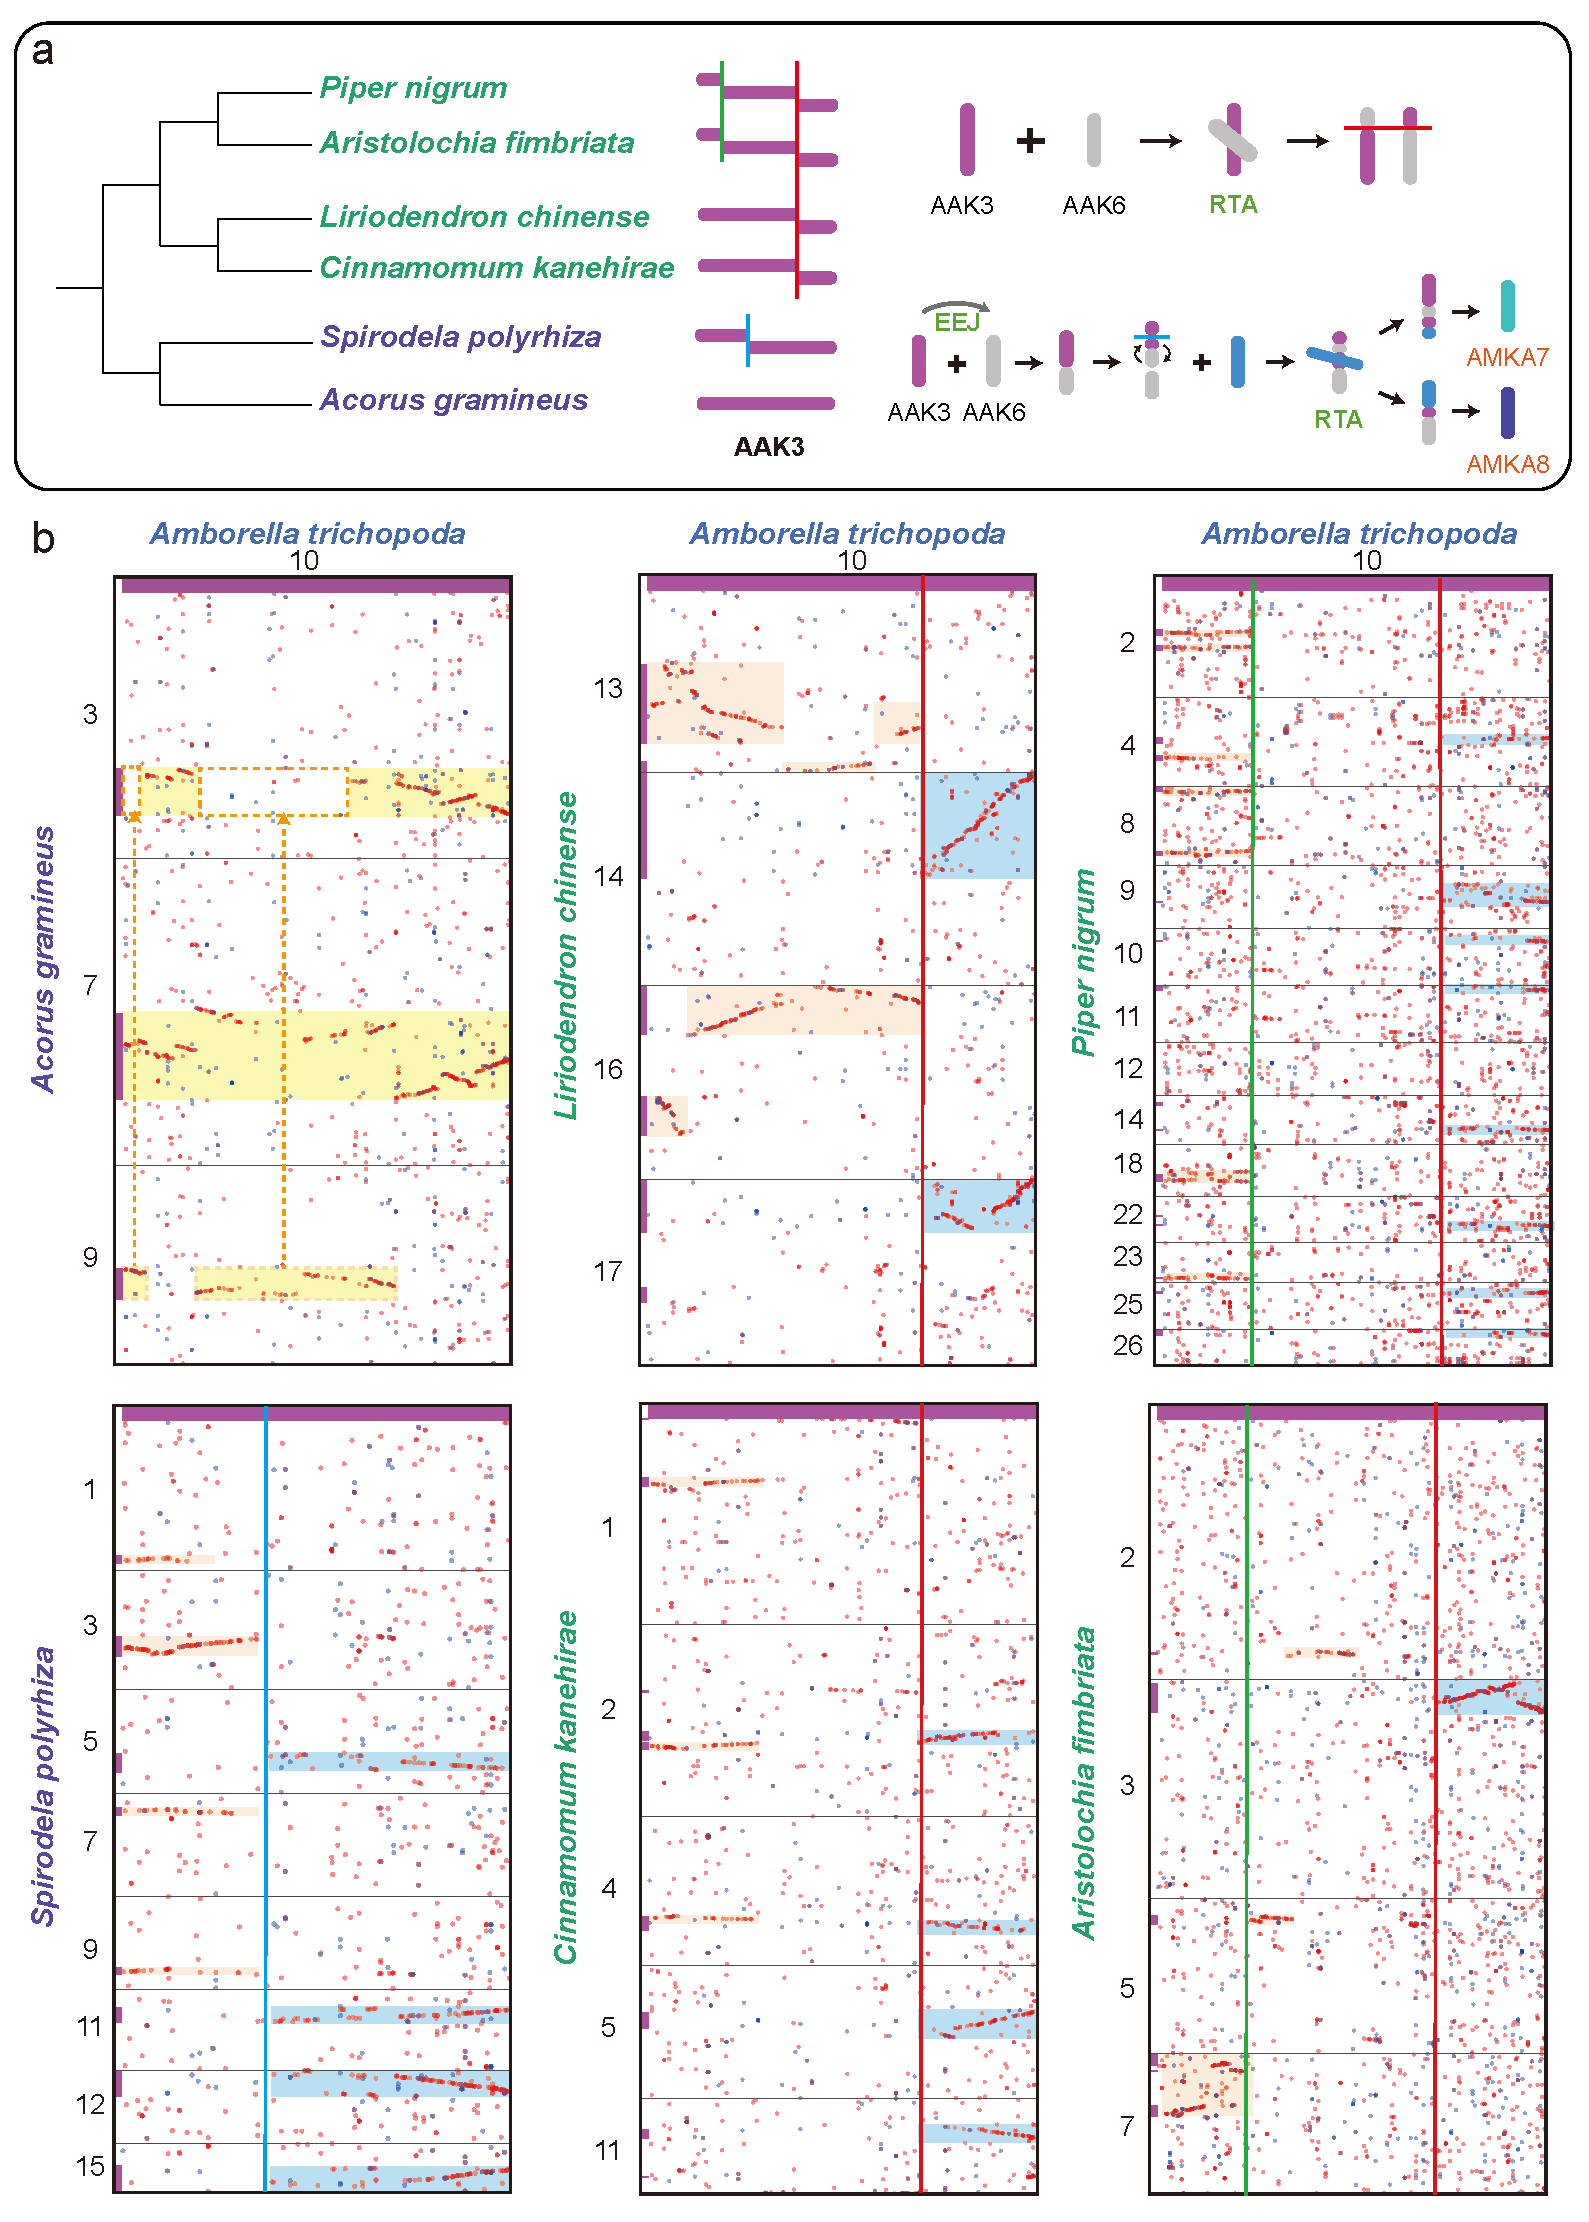 a
Piper nigrum
Aristolochia fimbriata
Liriodendron chinense
Cinnamomum kanehirae
Spirodela polyrhiza
Acorus gramineus
AAK3
AAK3
+
AAK6
RTA
EEJ
AAK3
+
AAK6
+
RTA
AMKA7
AMKA8
b
Amborella trichopoda
10
Acorus gramineus
3
7
9
Amborella trichopoda
10
Liriodendron chinense
13
14
16
17
Amborella trichopoda
10
Piper nigrum
2
4
8
9
10
11
12
14
18
22
23
25
26
Spirodela polyrhiza
1
3
5
7
9
11
12
15
Cinnamomum kanehirae
1
2
4
5
11
Aristolochia fimbriata
2
3
5
7